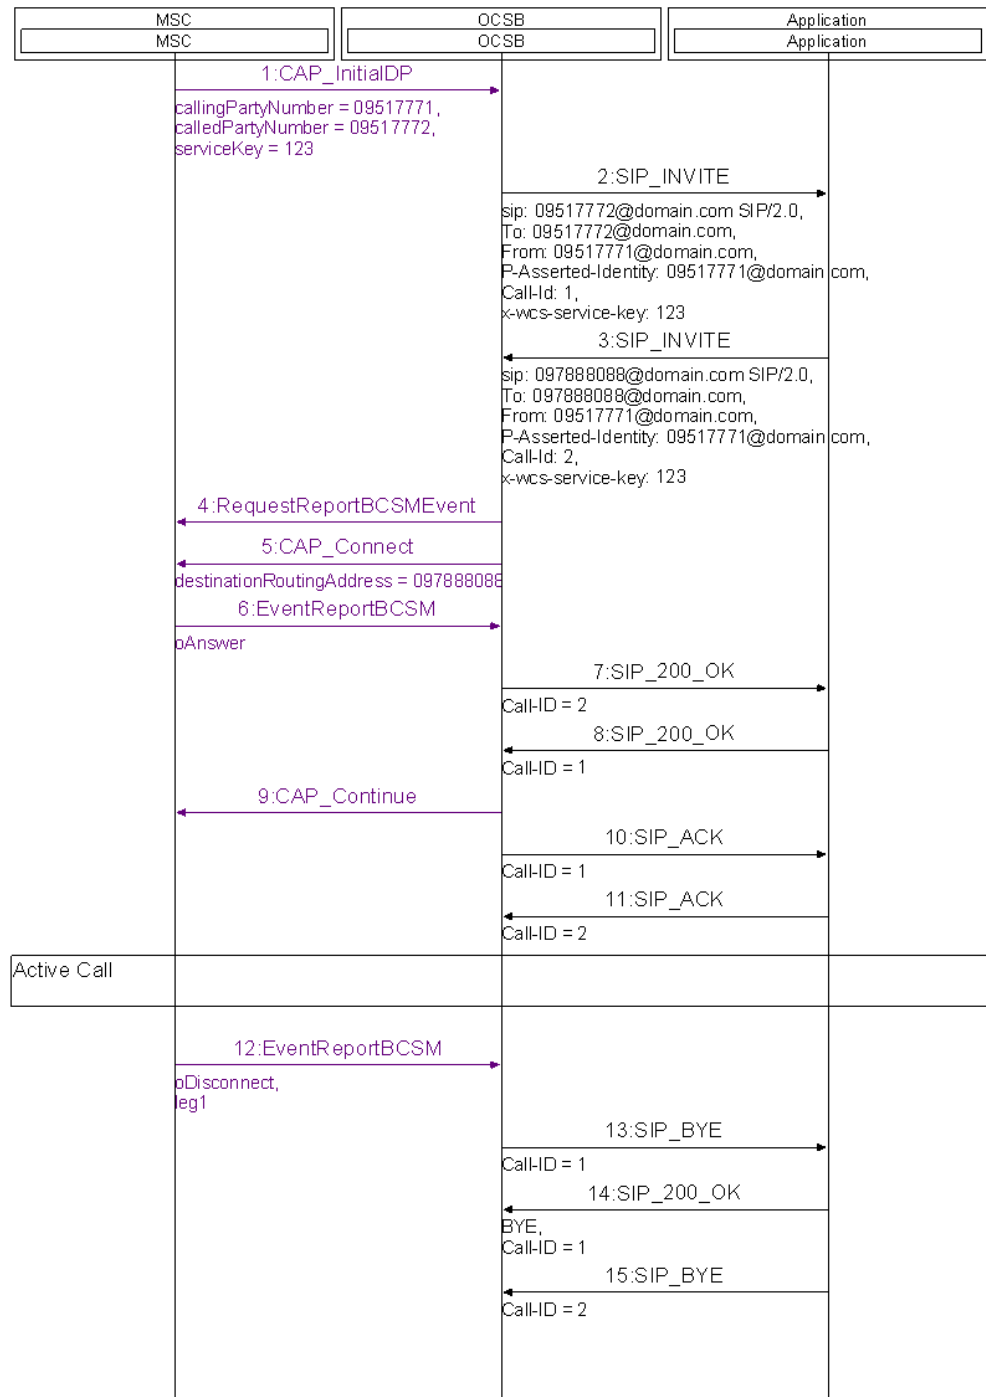 MSC
OCSB
Application
MSC
OCSB
Application
1:CAP_InitialDP
callingPartyNumber = 09517771,
calledPartyNumber = 09517772,
serviceKey = 123
2:SIP_INVITE
sip: 09517772@domain.com SIP/2.0,
To: 09517772@domain.com,
From: 09517771@domain.com,
P-Asserted-Identity: 09517771@domain.com,
Call-Id: 1,
x-wcs-service-key: 123
3:SIP_INVITE
sip: 097888088@domain.com SIP/2.0,
To: 097888088@domain.com,
From: 09517771@domain.com,
P-Asserted-Identity: 09517771@domain.com,
Call-Id: 2,
x-wcs-service-key: 123
4:RequestReportBCSMEvent
5:CAP_Connect
destinationRoutingAddress = 097888088
6:EventReportBCSM
oAnswer
7:SIP_200_OK
Call-ID = 2
8:SIP_200_OK
Call-ID = 1
9:CAP_Continue
10:SIP_ACK
Call-ID = 1
11:SIP_ACK
Call-ID = 2
Active Call
12:EventReportBCSM
oDisconnect,
leg1
13:SIP_BYE
Call-ID = 1
14:SIP_200_OK
BYE,
Call-ID = 1
15:SIP_BYE
Call-ID = 2